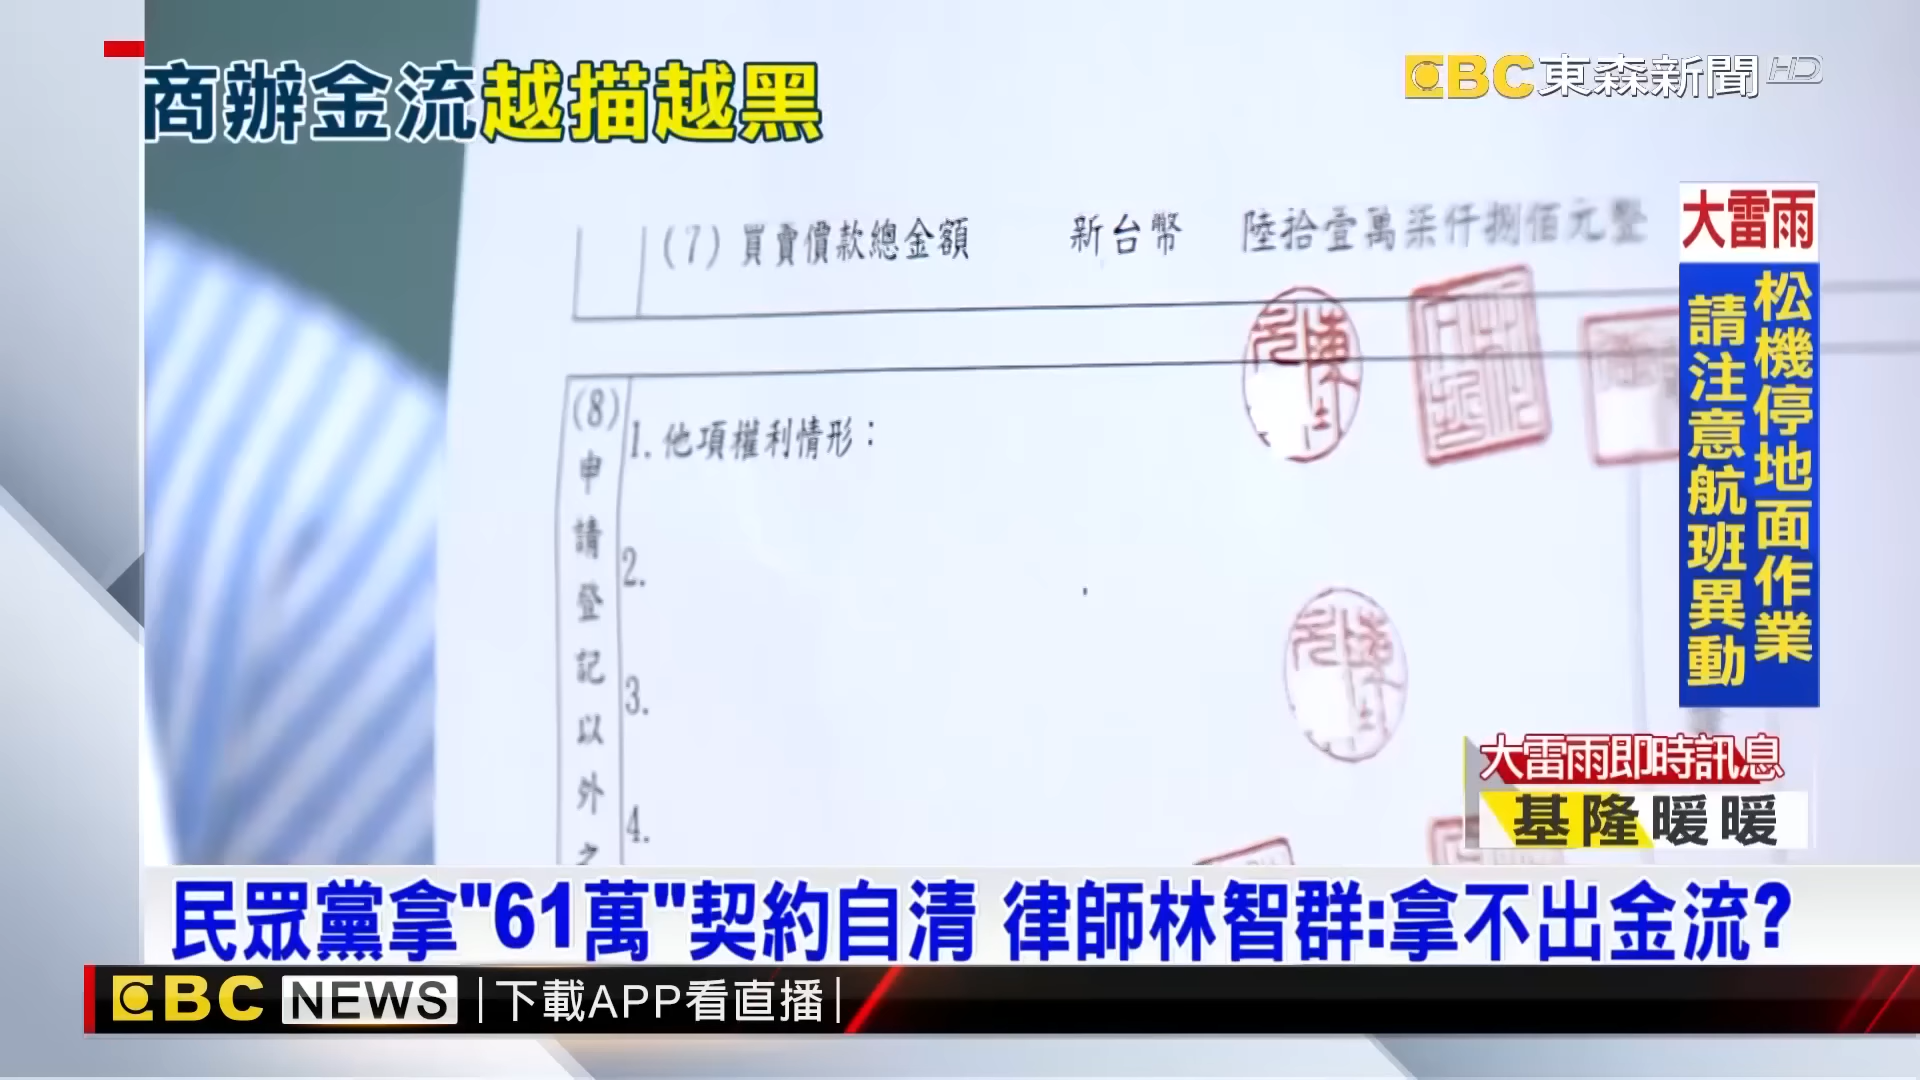 商辦金流越描越黑
EBC東森新聞HD
(7)買賣價款總金額 新台幣 陸拾壹萬柒仟捌佰元整
(8)申請登記以外之
1.他項權利情形：
2.
3.
4.
大雷雨
松機停地面作業
請注意航班異動
大雷雨即時訊息
基隆暖暖
民眾黨拿"61萬"契約自清 律師林智群:拿不出金流?
EBC NEWS 下載APP看直播